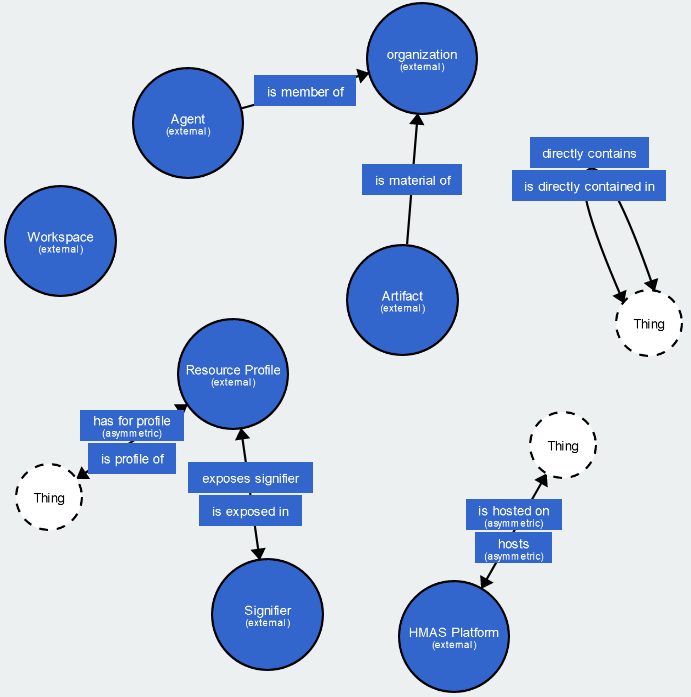 organization
(external)
is member of
Agent
(external)
directly contains
is material of
is directly contained in
Workspace
(external)
Artifact
(external)
Thing
Resource Profile
(external)
has for profile
(asymmetric)
is profile of
Thing
Thing
exposes signifier
is exposed in
is hosted on
(asymmetric)
hosts
(asymmetric)
Signifier
(external)
HMAS Platform
(external)